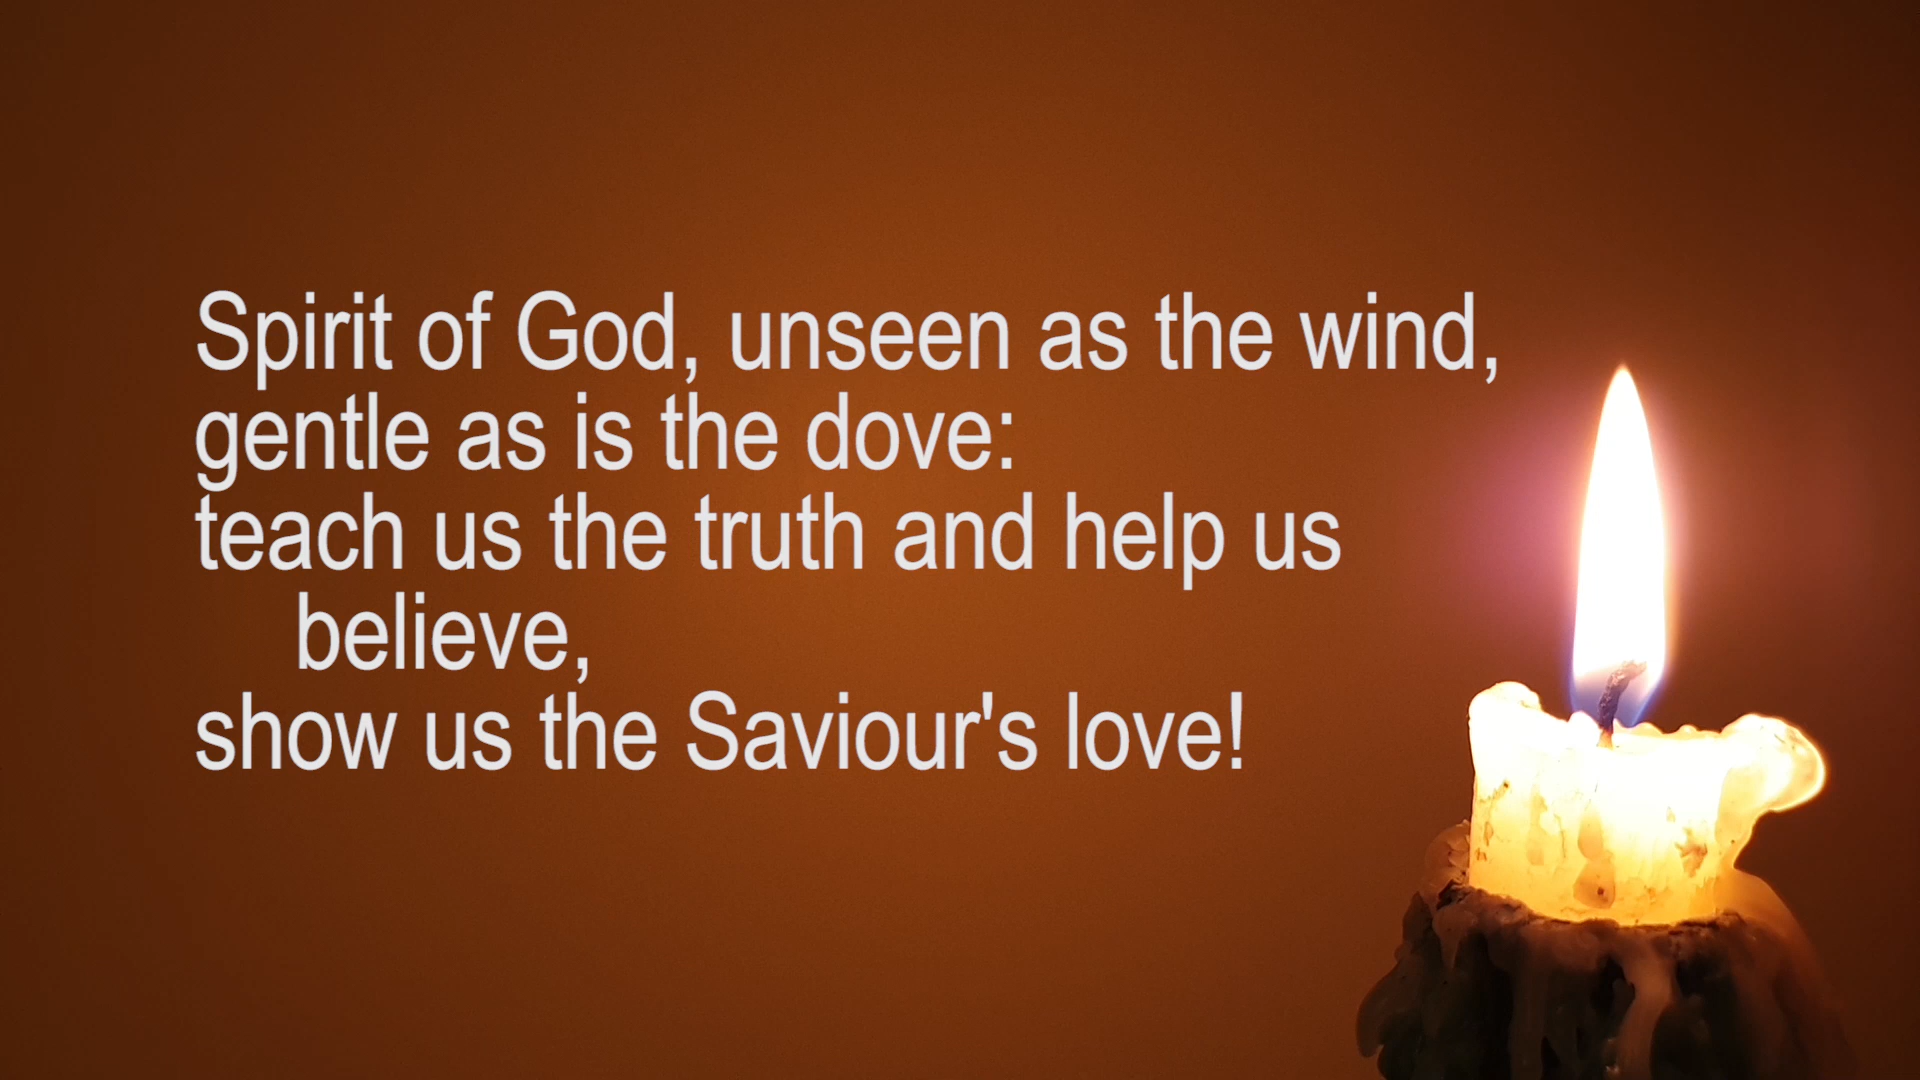 Spirit of God, unseen as the wind,
gentle as is the dove:
teach us the truth and help us
believe,
show us the Saviour's love!